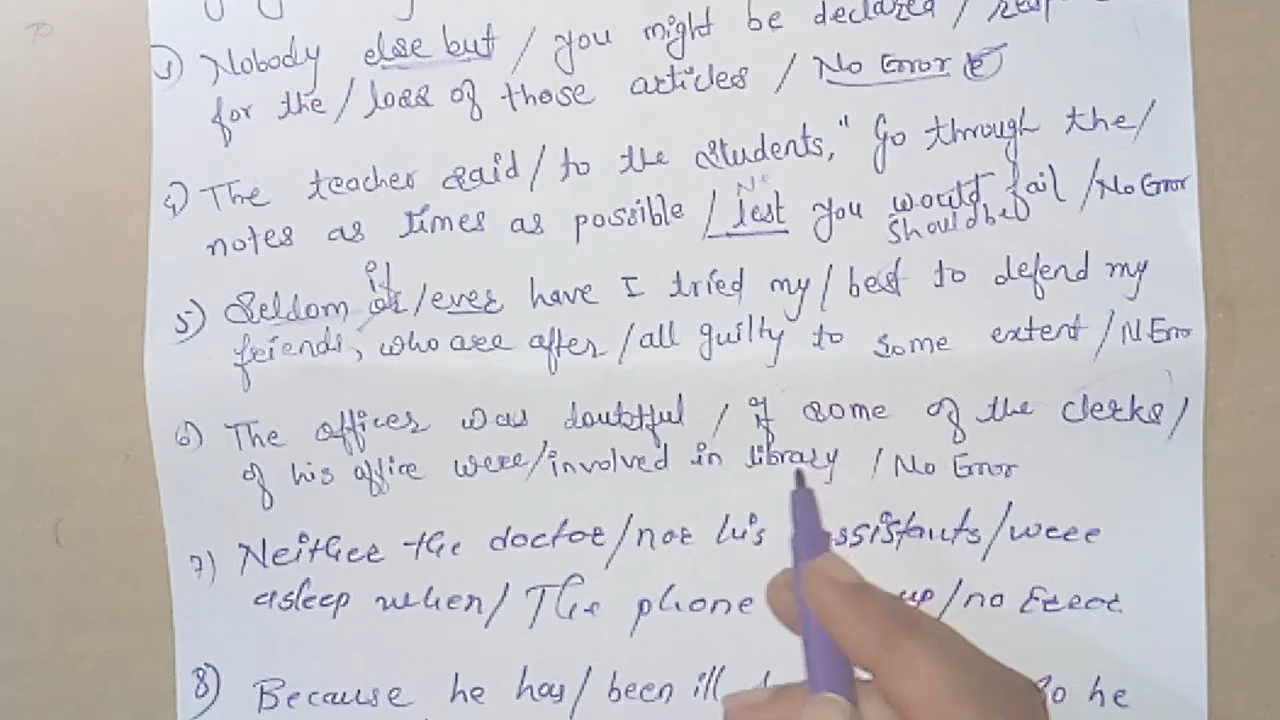 3) Nobody else but / you might be declared /
for the / loss of those articles / No Error E
4) The teacher said / to the students, " Go through the /
notes as times as possible / lest you would fail / No Error
should be
if
5) Seldom or / ever have I tried my / best to defend my
friends, who are after / all guilty to some extent / N Error
6) The officer was doubtful / if some of the clerks /
of his office were / involved in library / No Error
7) Neither the doctor / nor his assistants / were
asleep when / The phone up / no Error
8) Because he has / been ill he